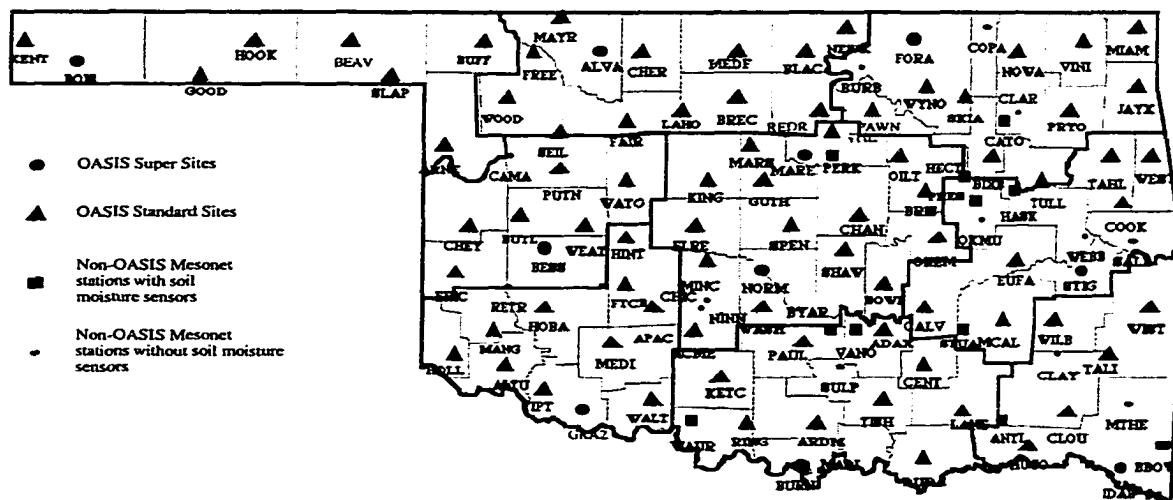 MAYR
KENT
BOIS
HOOK
BEAV
BUFF
FREE
ALVA
CHER
MEDF
BLAC
FORA
COPA
NOWA
VINI
MIAM
GOOD
SLAP
BURB
WOOD
LAHO
BREC
REDR
PAWN
WYNO
SKIA
CLAR
CATO
PRYO
JAYX
SEIL
FAIR
OASIS Super Sites
CAMA
PUTN
WATO
MARS
MARE
PERK
OILT
HECT
BIXB
TULL
TAHL
WEST
KING
GUTH
HASK
COOK
OASIS Standard Sites
CHEY
BUTL
WEAT
HINT
ELRE
SPEN
CHAN
OKMU
BESS
SHAW
OKEM
WEBB
STIG
EUFA
Non-OASIS Mesonet
stations with soil
moisture sensors
ERIC
RETR
HOBA
FTCB
CHIC
MINC
NINN
NORM
BYAR
BOWL
CALV
MCAL
WILB
WIST
Non-OASIS Mesonet
stations without soil moisture
sensors
MANG
APAC
ACME
WASH
PAUL
VANO
ADAX
STUA
HOLL
ALTU
MEDI
SULP
CENT
CLAY
TALI
TIPT
GRAZ
WALT
KETC
WAUR
RING
ARDM
TISH
LANE
ANTL
CLOU
MTHE
HUGO
BURN
MADI
IDAB